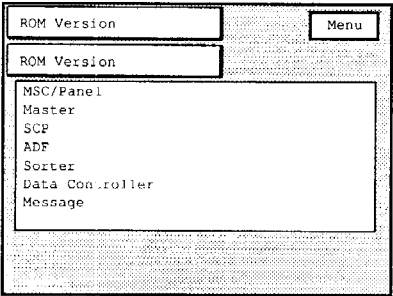 ROM Version
Menu
ROM Version
MSC/Panel
Master
SCP
ADF
Sorter
Data Controller
Message